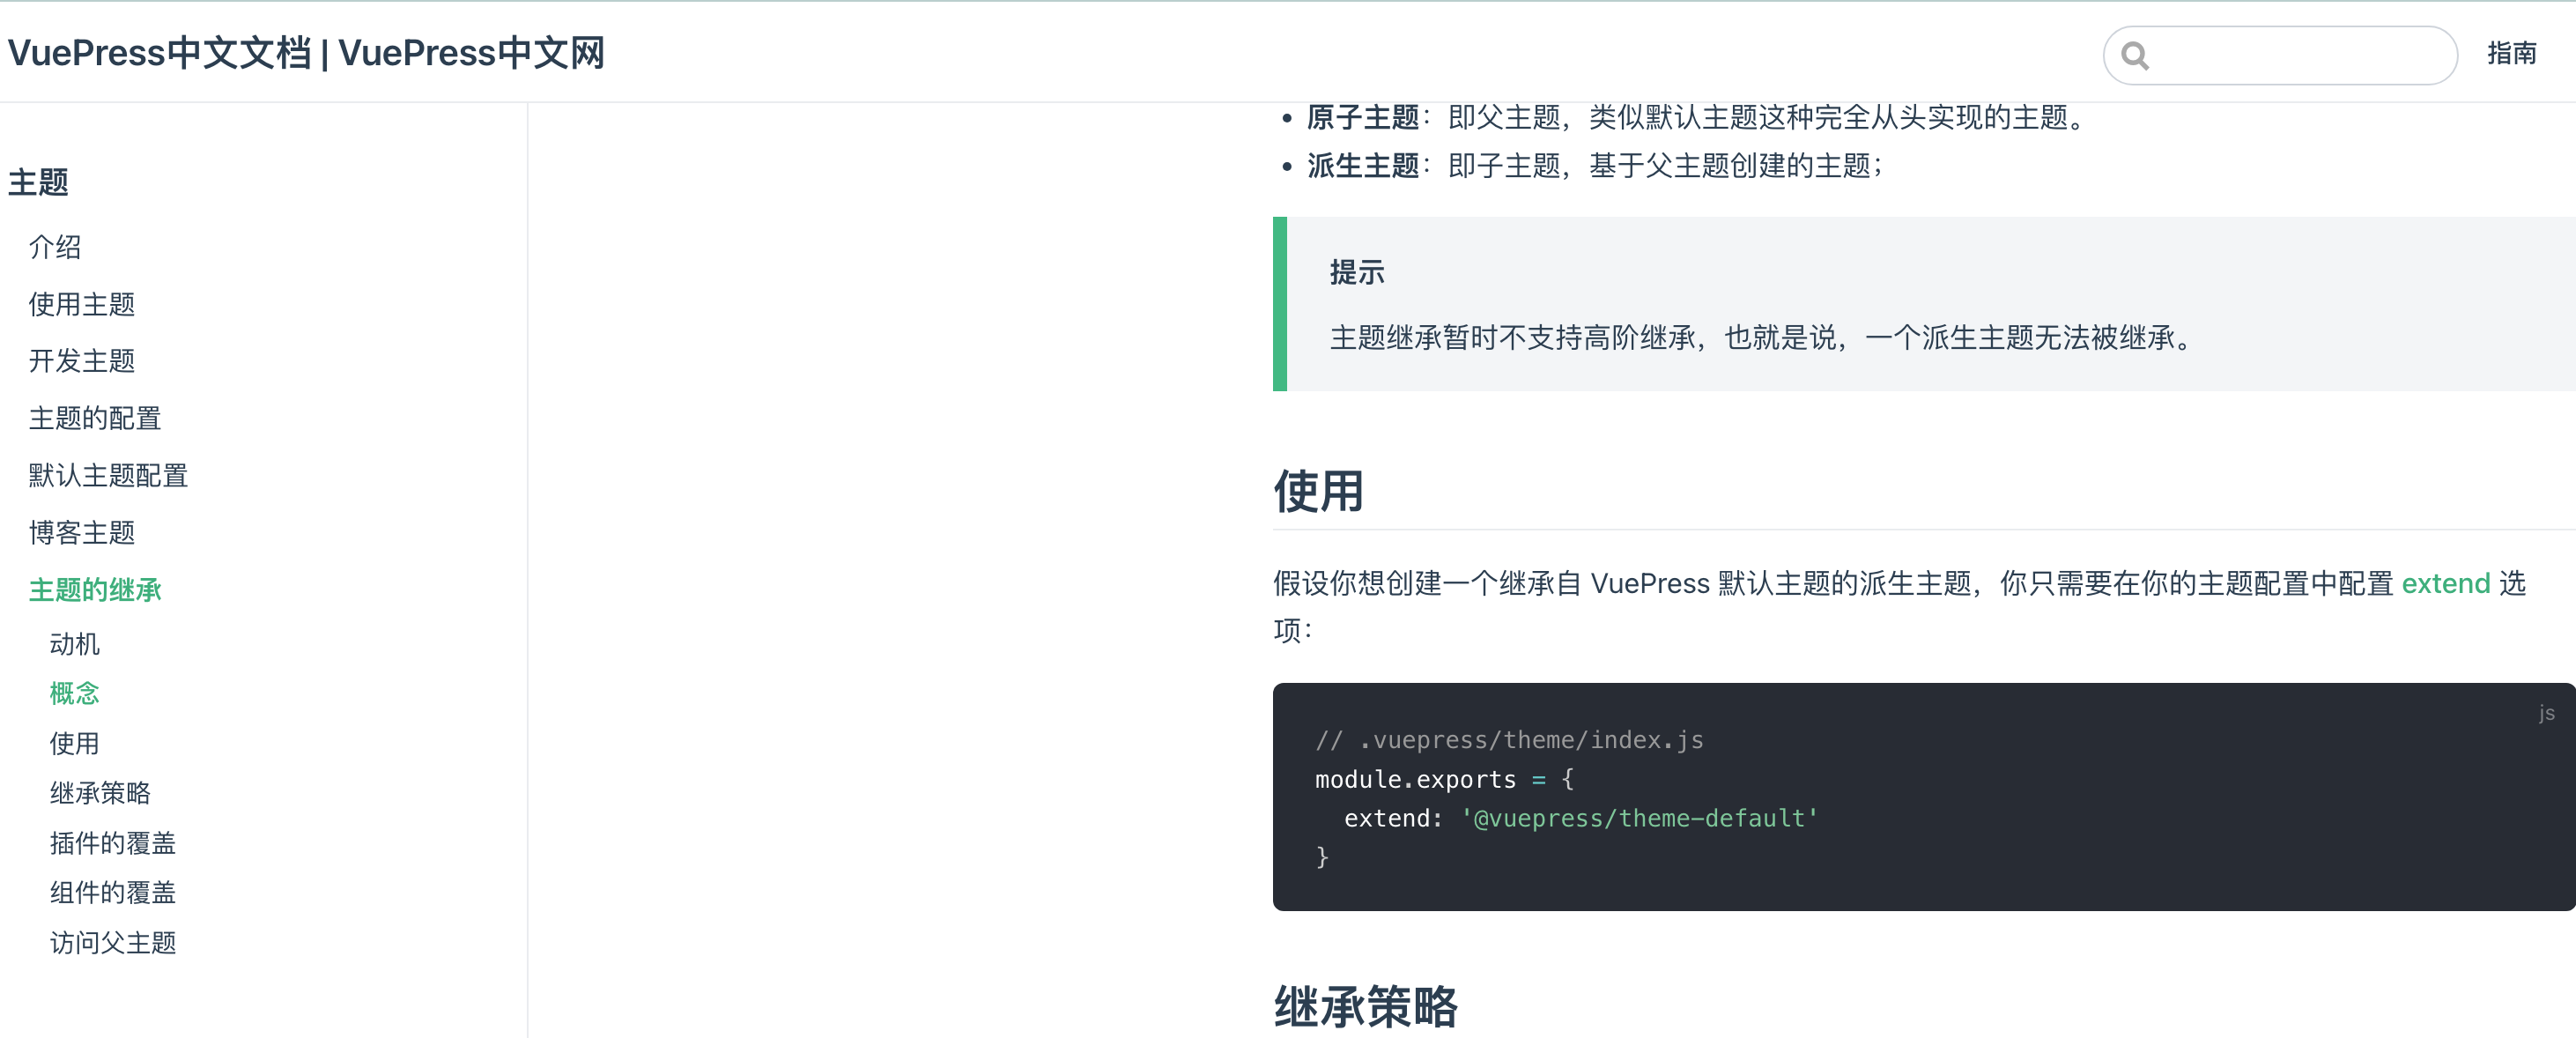 VuePress中文文档 | VuePress中文网
指南
主题
介绍
使用主题
开发主题
主题的配置
默认主题配置
博客主题
主题的继承
动机
概念
使用
继承策略
插件的覆盖
组件的覆盖
访问父主题
• 原子主题：即父主题，类似默认主题这种完全从头实现的主题。
• 派生主题：即子主题，基于父主题创建的主题；
提示
主题继承暂时不支持高阶继承，也就是说，一个派生主题无法被继承。
使用
假设你想创建一个继承自 VuePress 默认主题的派生主题，你只需要在你的主题配置中配置 extend 选
项：
js
// .vuepress/theme/index.js
module.exports = {
  extend: '@vuepress/theme-default'
}
继承策略